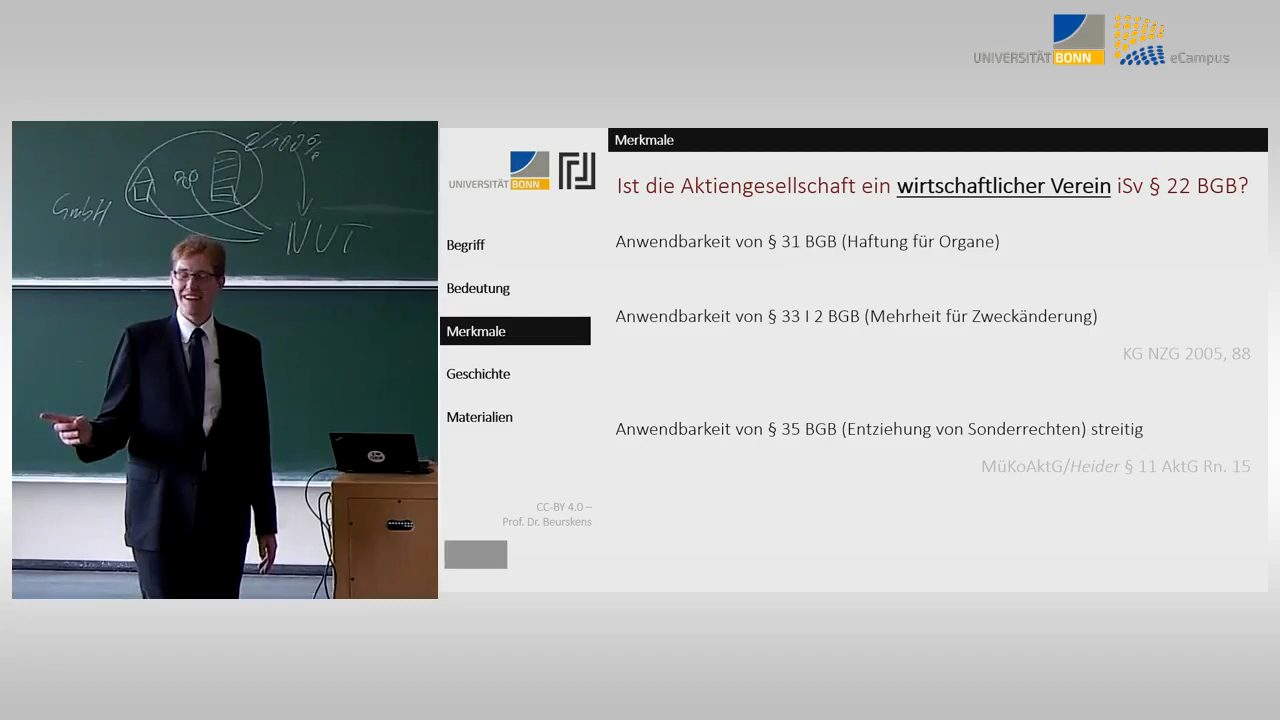 UNIVERSITÄT BONN eCampus
GmbH
100%
NUT
UNIVERSITÄT BONN
Begriff
Bedeutung
Merkmale
Geschichte
Materialien
CC-BY 4.0 –
Prof. Dr. Beurskens
Merkmale
Ist die Aktiengesellschaft ein wirtschaftlicher Verein iSv § 22 BGB?
Anwendbarkeit von § 31 BGB (Haftung für Organe)
Anwendbarkeit von § 33 I 2 BGB (Mehrheit für Zweckänderung)
KG NZG 2005, 88
Anwendbarkeit von § 35 BGB (Entziehung von Sonderrechten) streitig
MüKoAktG/Heider § 11 AktG Rn. 15